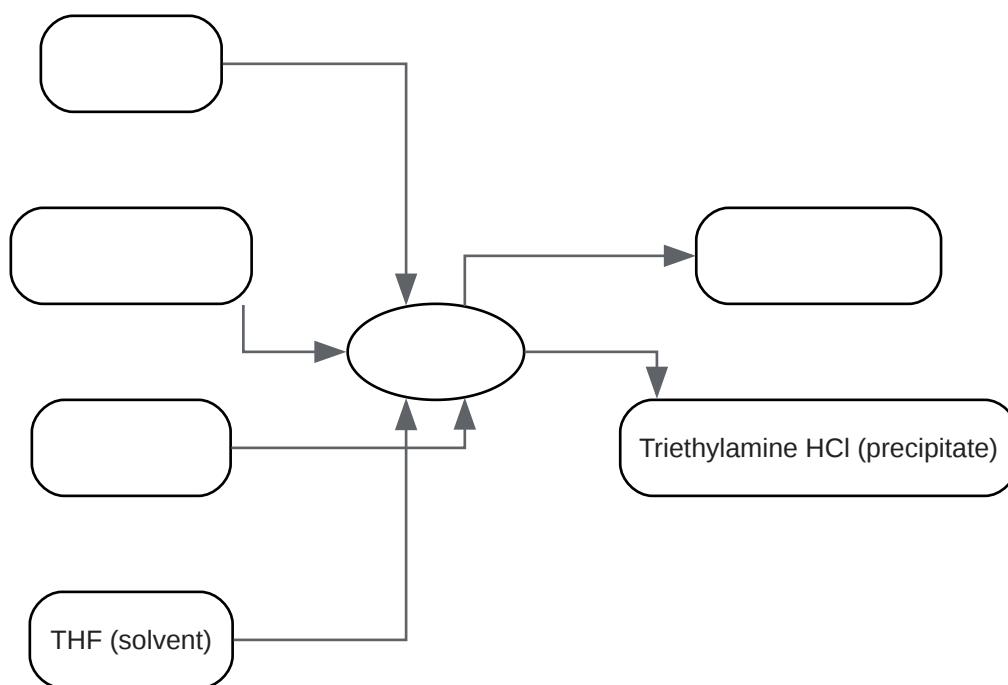 Triethylamine HCl (precipitate)
THF (solvent)